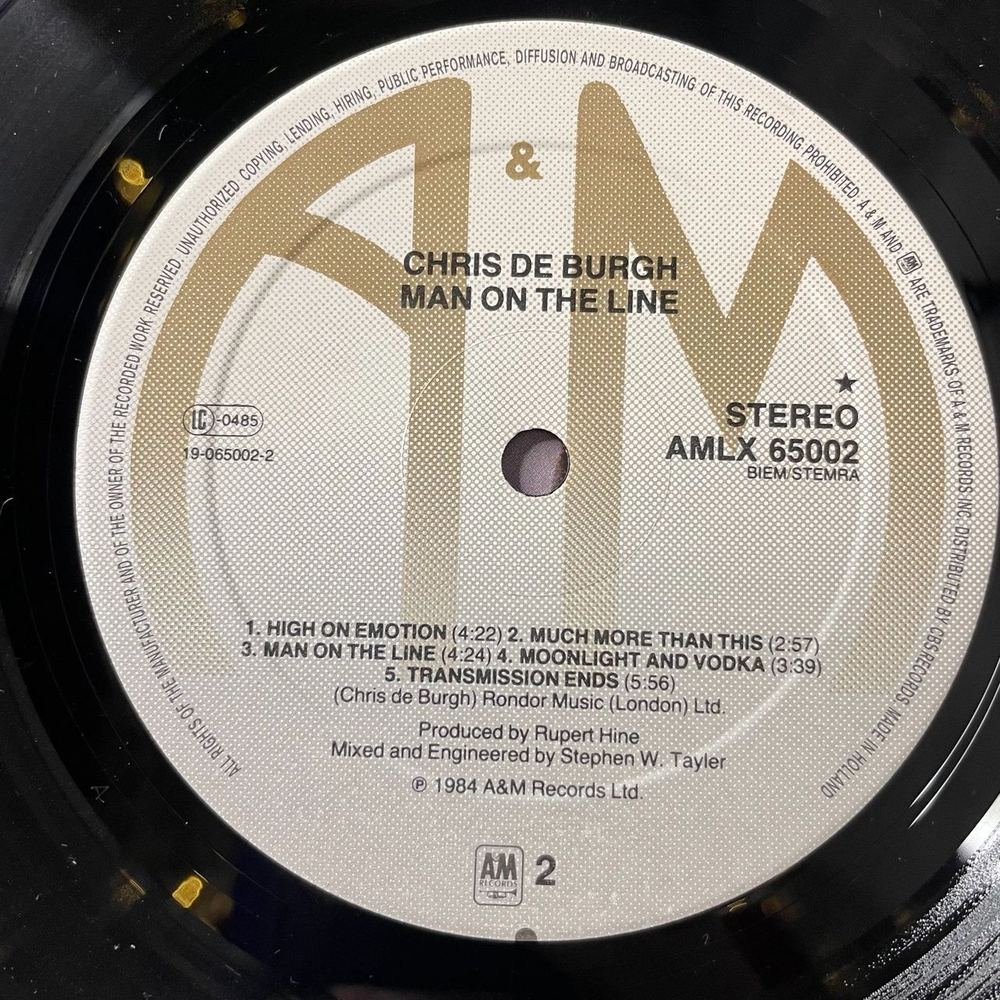 ALL RIGHTS OF THE MANUFACTURER AND OF THE OWNER OF THE RECORDED WORK RESERVED. UNAUTHORIZED COPYING, LENDING, HIRING, PUBLIC PERFORMANCE, DIFFUSION AND BROADCASTING OF THIS RECORDING PROHIBITED. A & M AND AM RECORDS ARE TRADEMARKS OF A & M RECORDS INC. DISTRIBUTED BY CBS-RECORDS. MADE IN HOLLAND
A & M
CHRIS DE BURGH
MAN ON THE LINE
LC-0485
19-065002-2
★
STEREO
AMLX 65002
BIEM/STEMRA
1. HIGH ON EMOTION (4:22) 2. MUCH MORE THAN THIS (2:57)
3. MAN ON THE LINE (4:24) 4. MOONLIGHT AND VODKA (3:39)
5. TRANSMISSION ENDS (5:56)
(Chris de Burgh) Rondor Music (London) Ltd.
Produced by Rupert Hine
Mixed and Engineered by Stephen W. Tayler
℗ 1984 A&M Records Ltd.
AM RECORDS 2